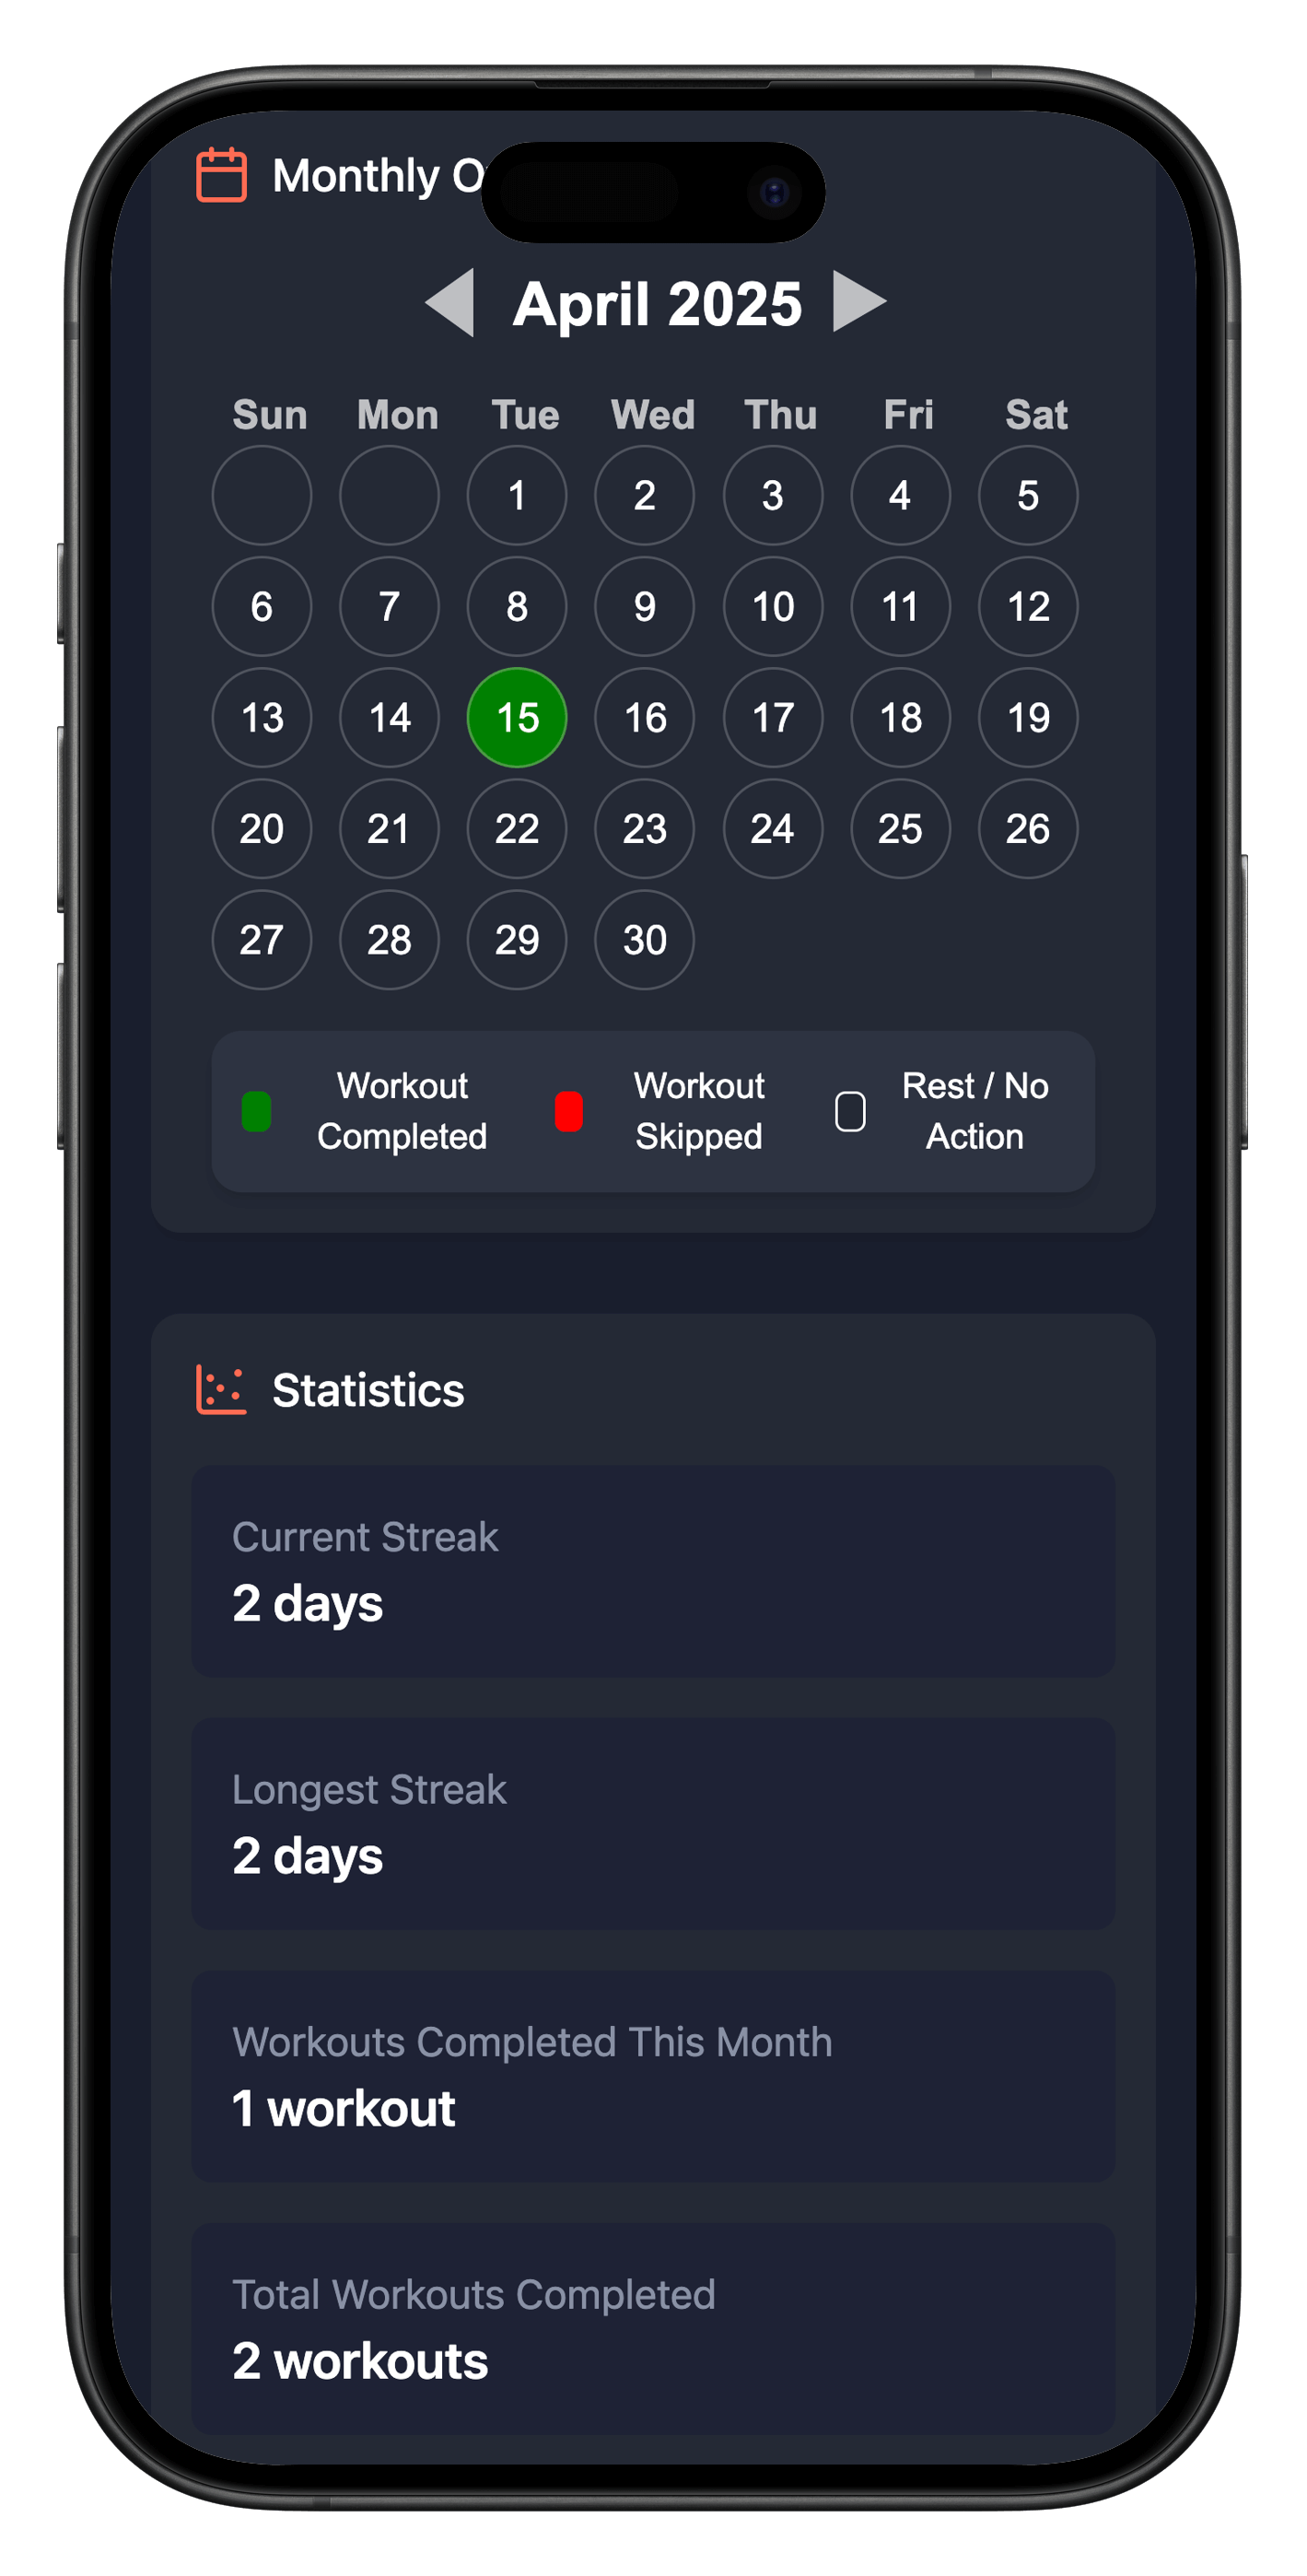 Monthly O
April 2025
Sun Mon Tue Wed Thu Fri Sat
1 2 3 4 5
6 7 8 9 10 11 12
13 14 15 16 17 18 19
20 21 22 23 24 25 26
27 28 29 30
Workout Completed
Workout Skipped
Rest / No Action
Statistics
Current Streak
2 days
Longest Streak
2 days
Workouts Completed This Month
1 workout
Total Workouts Completed
2 workouts